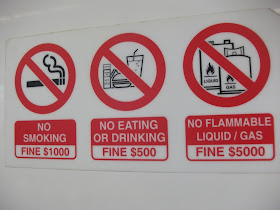 NO
SMOKING
FINE $1000
NO EATING
OR DRINKING
FINE $500
LIQUID
GAS
NO FLAMMABLE
LIQUID / GAS
FINE $5000